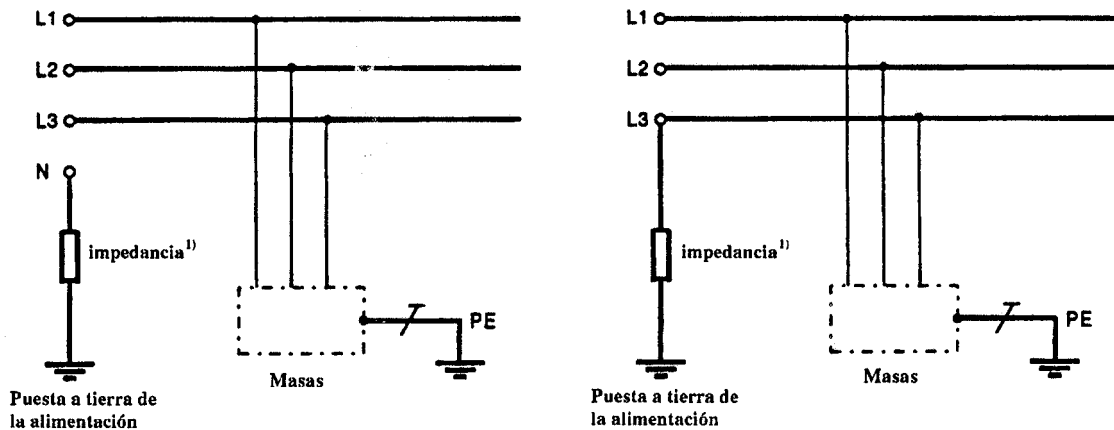 L1
L2
L3
N
impedancia1)
PE
Masas
Puesta a tierra de
la alimentación
L1
L2
L3
impedancia1)
PE
Masas
Puesta a tierra de
la alimentación